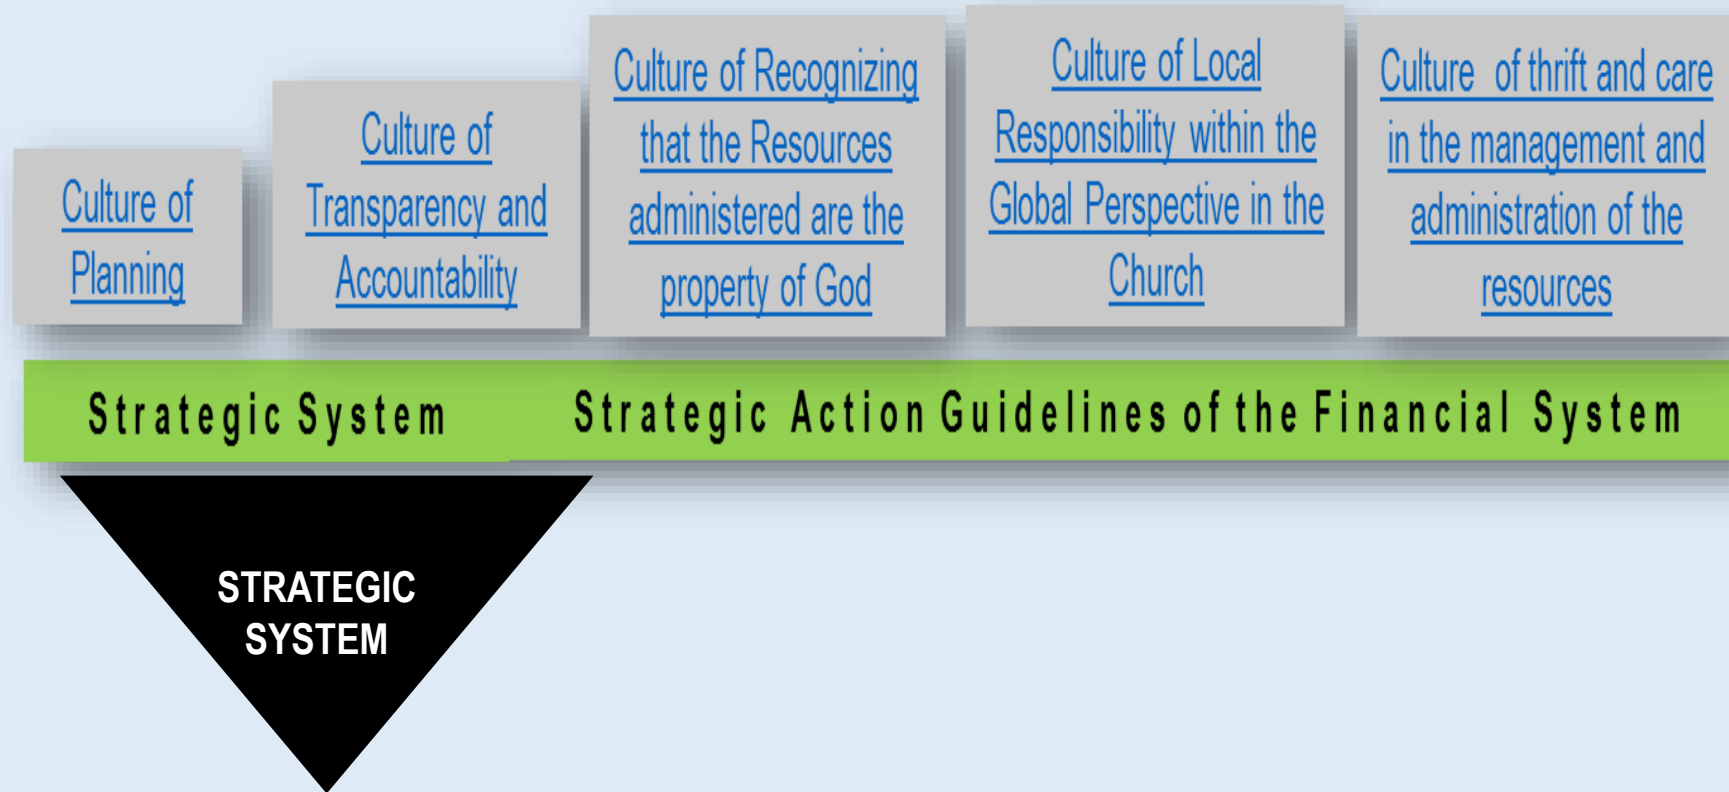 Culture of
Planning
Culture of
Transparency and
Accountability
Culture of Recognizing
that the Resources
administered are the
property of God
Culture of Local
Responsibility within the
Global Perspective in the
Church
Culture of thrift and care
in the management and
administration of the
resources
Strategic System
Strategic Action Guidelines of the Financial System
STRATEGIC
SYSTEM